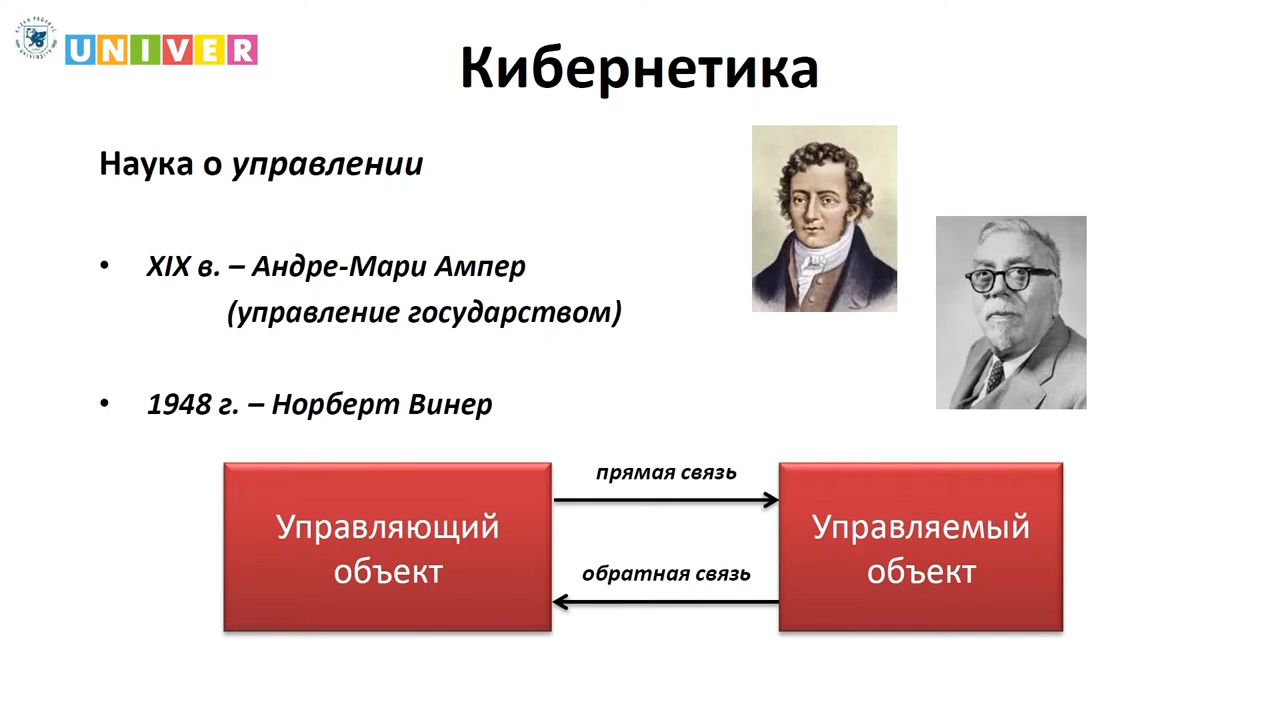 UNIVER
Кибернетика
Наука о управлении
• XIX в. – Андре-Мари Ампер
(управление государством)
• 1948 г. – Норберт Винер
прямая связь
Управляющий
объект
Управляемый
объект
обратная связь